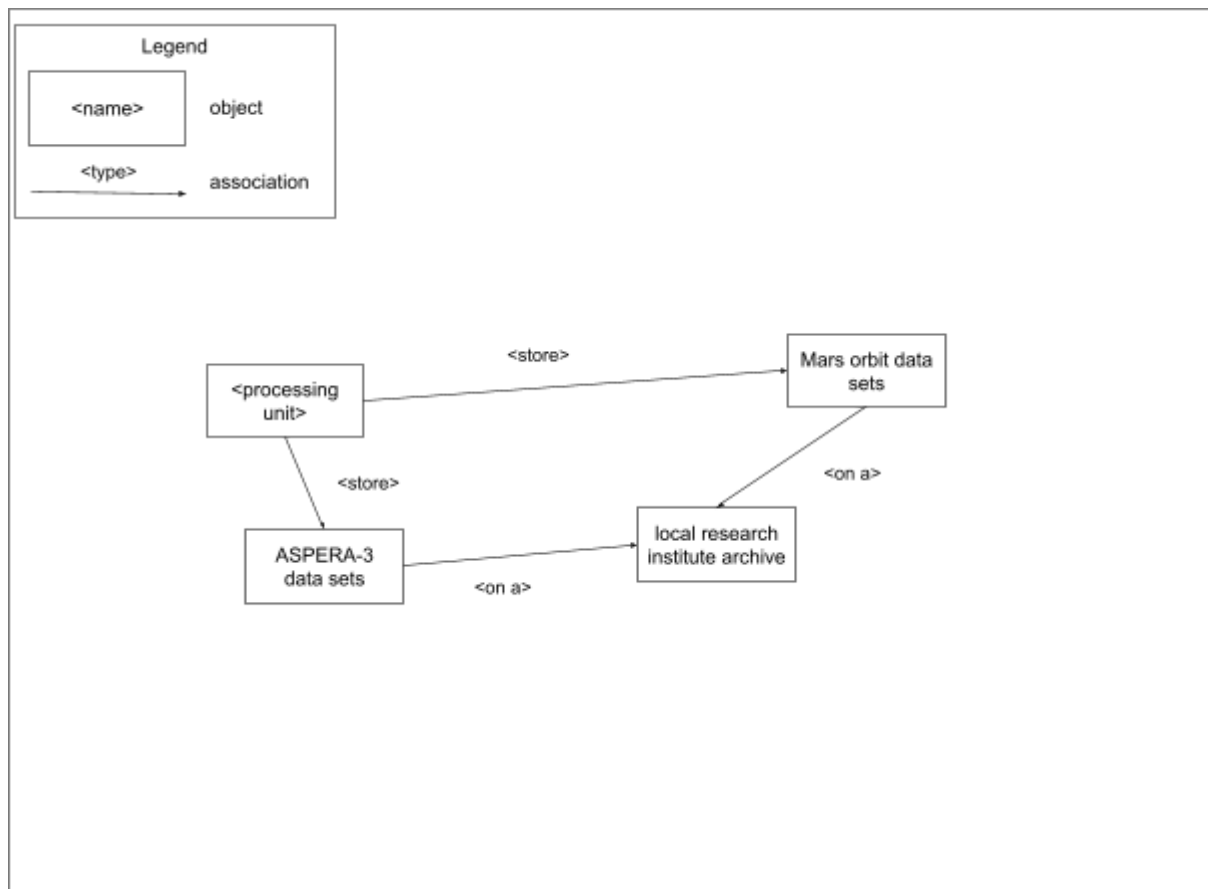 Legend
<name>
object
<type>
association
<store>
Mars orbit data
sets
<processing
unit>
<store>
<on a>
ASPERA-3
data sets
<on a>
local research
institute archive